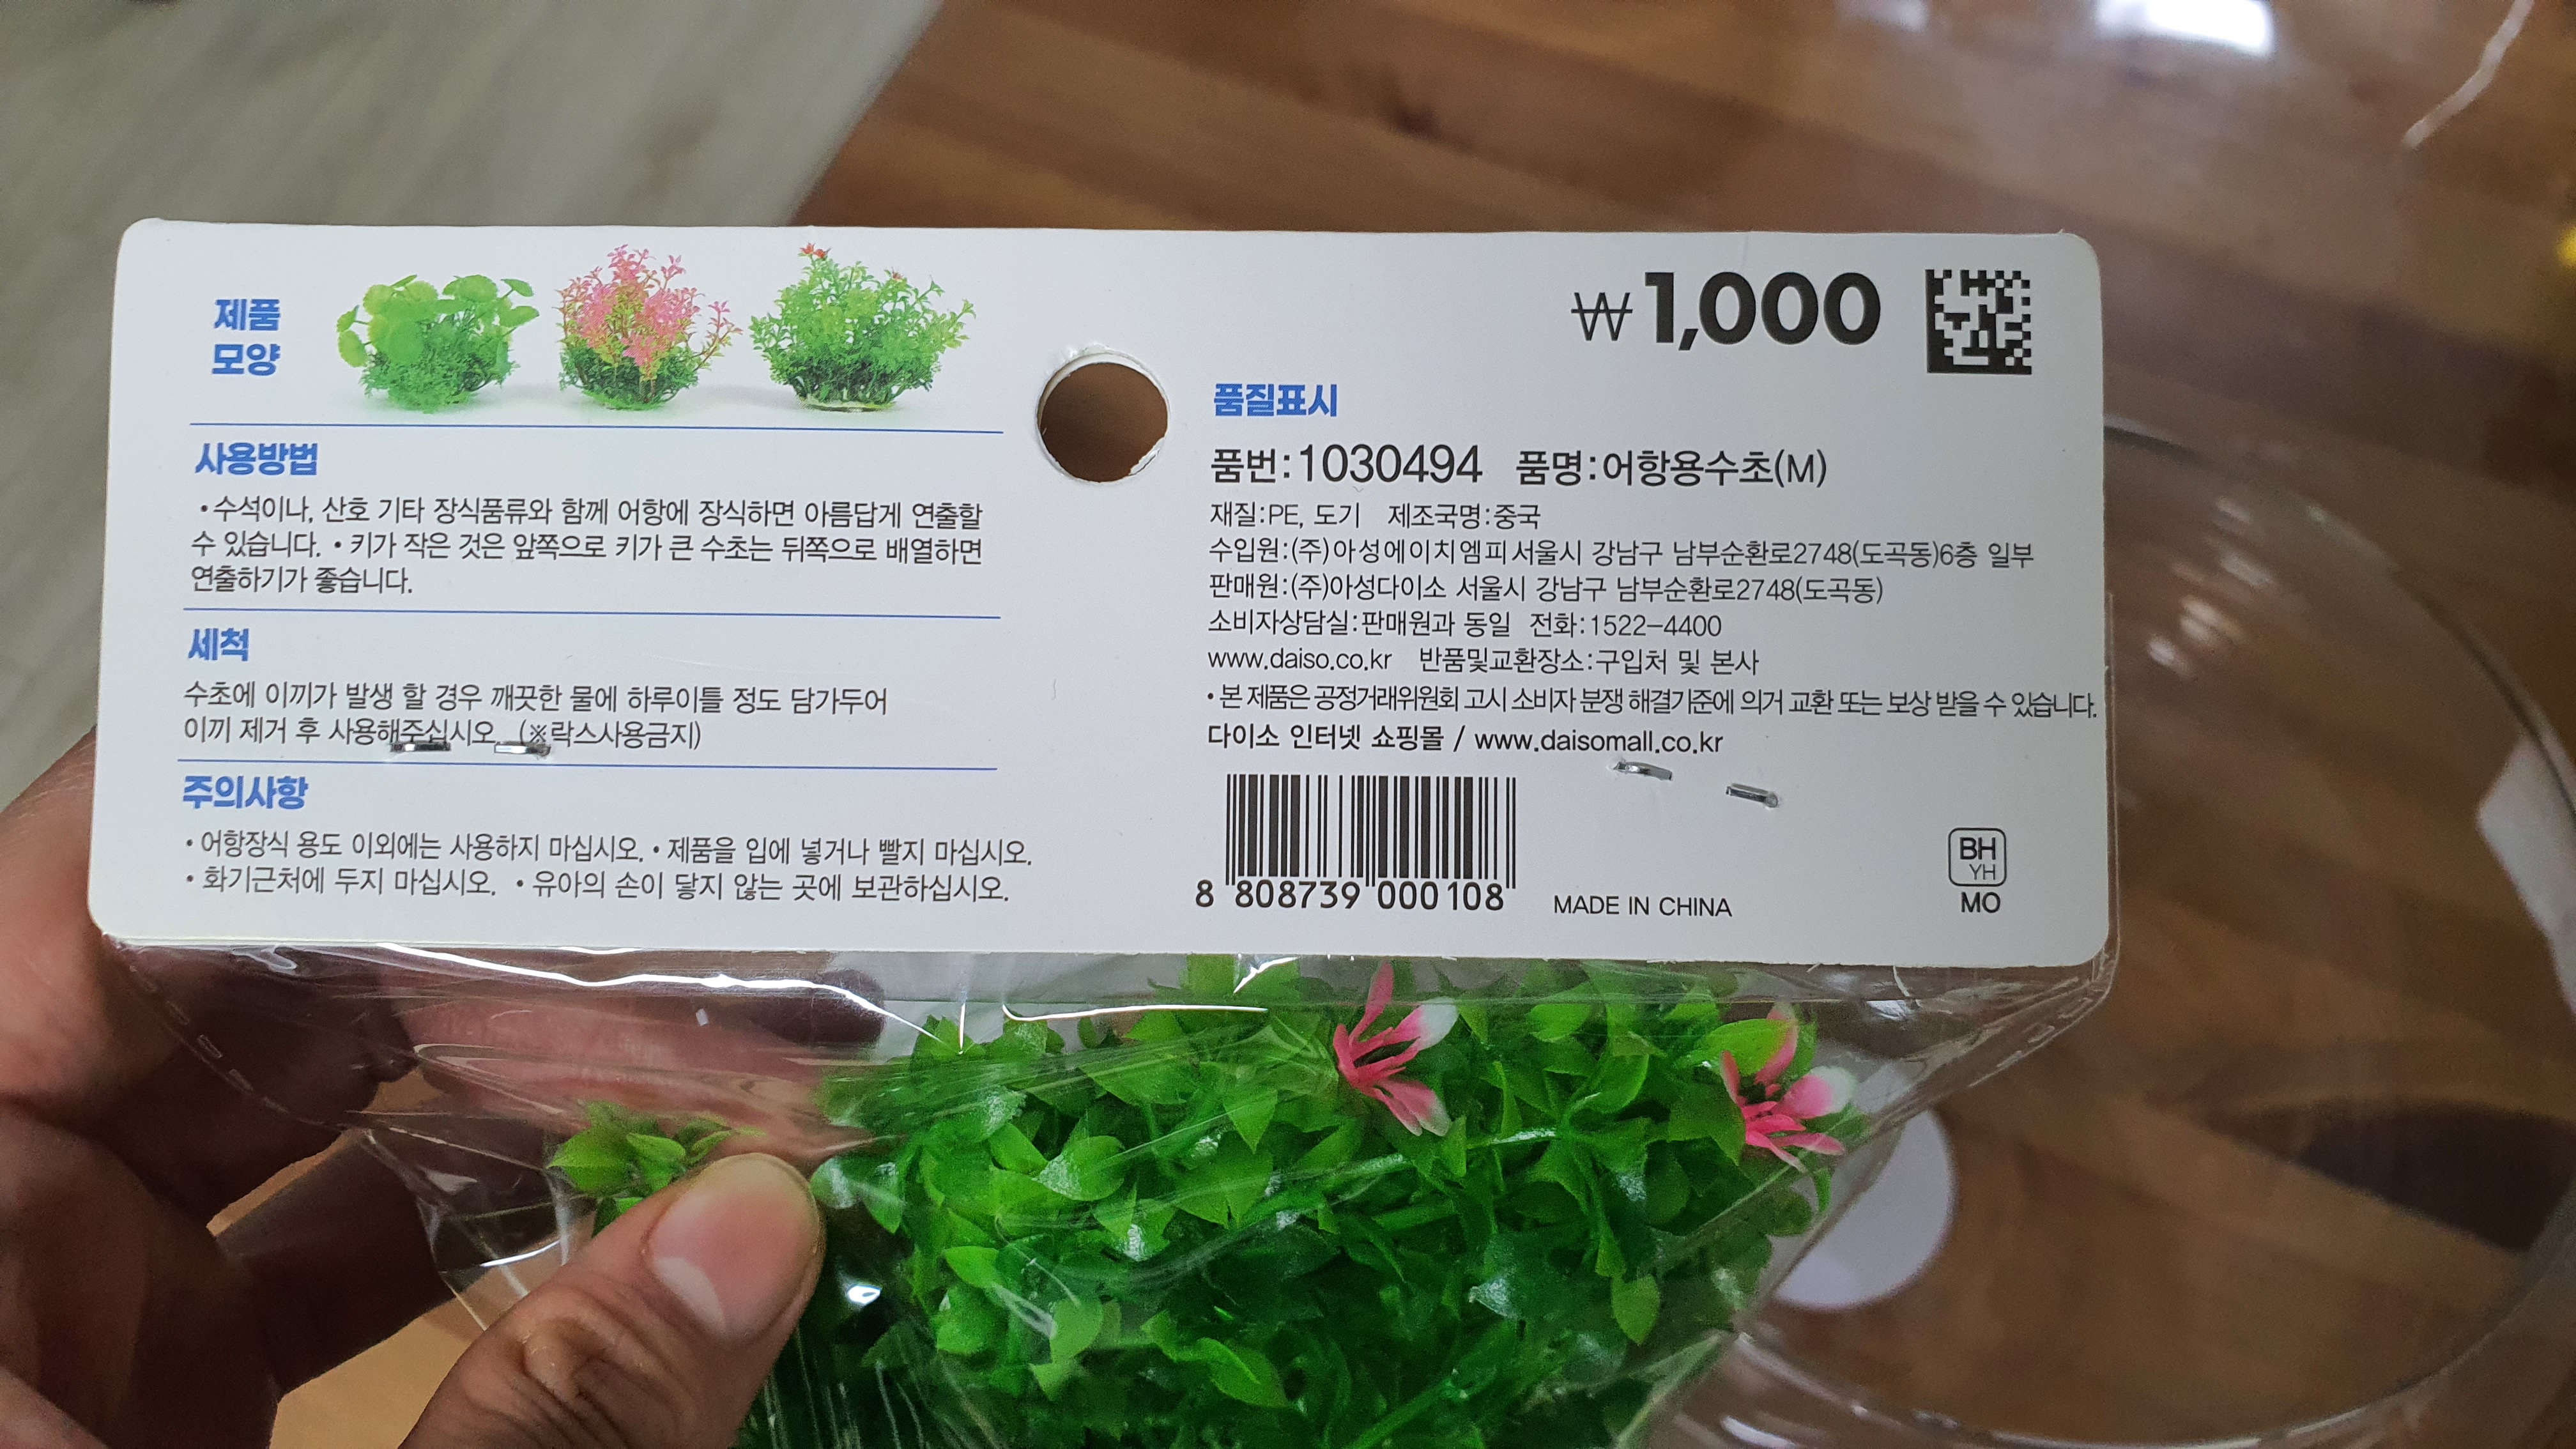 제품
모양
사용방법
• 수석이나, 산호 기타 장식품류와 함께 어항에 장식하면 아름답게 연출할
수 있습니다. • 키가 작은 것은 앞쪽으로 키가 큰 수초는 뒤쪽으로 배열하면
연출하기가 좋습니다.
세척
수초에 이끼가 발생 할 경우 깨끗한 물에 하루이틀 정도 담가두어
이끼 제거 후 사용해주십시오. (※락스사용금지)
주의사항
• 어항장식 용도 이외에는 사용하지 마십시오. • 제품을 입에 넣거나 빨지 마십시오.
• 화기근처에 두지 마십시오. • 유아의 손이 닿지 않는 곳에 보관하십시오.
₩1,000
품질표시
품번:1030494 품명:어항용수초(M)
재질:PE, 도기 제조국명:중국
수입원:(주)아성에이치엠피 서울시 강남구 남부순환로2748(도곡동)6층 일부
판매원:(주)아성다이소 서울시 강남구 남부순환로2748(도곡동)
소비자상담실:판매원과 동일 전화:1522-4400
www.daiso.co.kr 반품및교환장소:구입처 및 본사
• 본 제품은 공정거래위원회 고시 소비자 분쟁 해결기준에 의거 교환 또는 보상 받을 수 있습니다.
다이소 인터넷 쇼핑몰 / www.daisomall.co.kr
8 808739 000108
MADE IN CHINA
BH
YH
MO